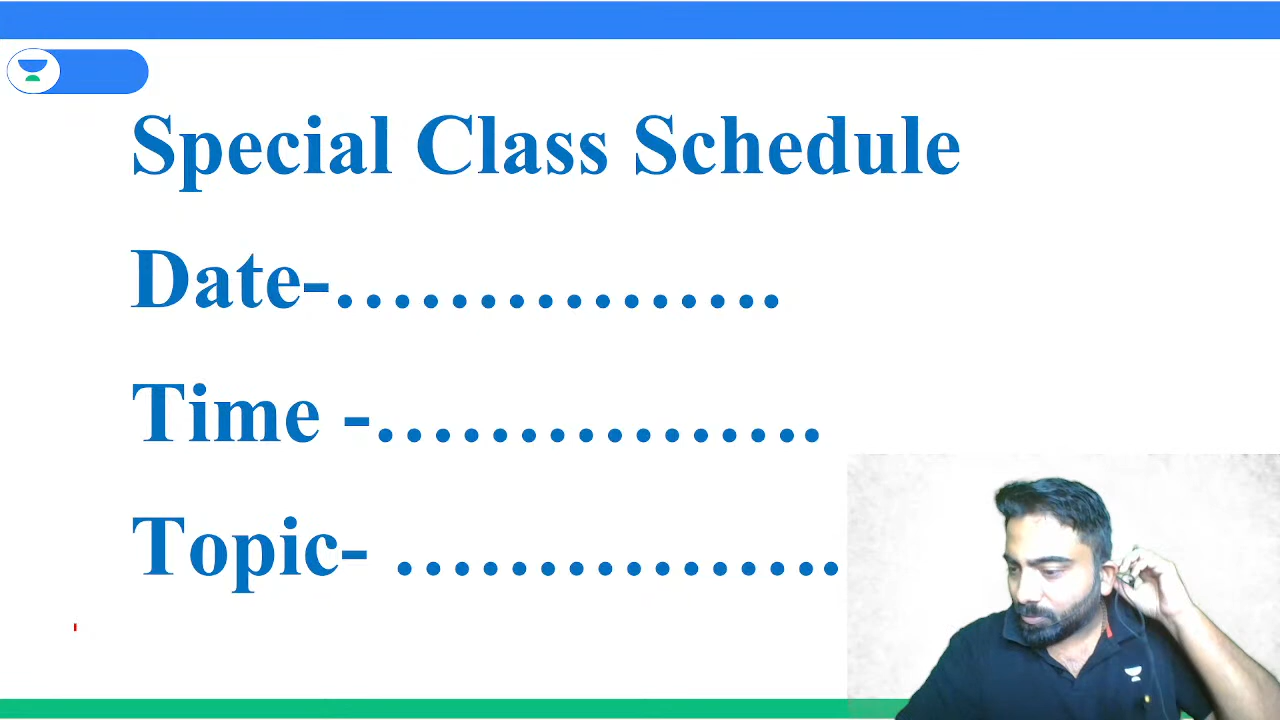 Special Class Schedule
Date-................
Time -................
Topic- ................